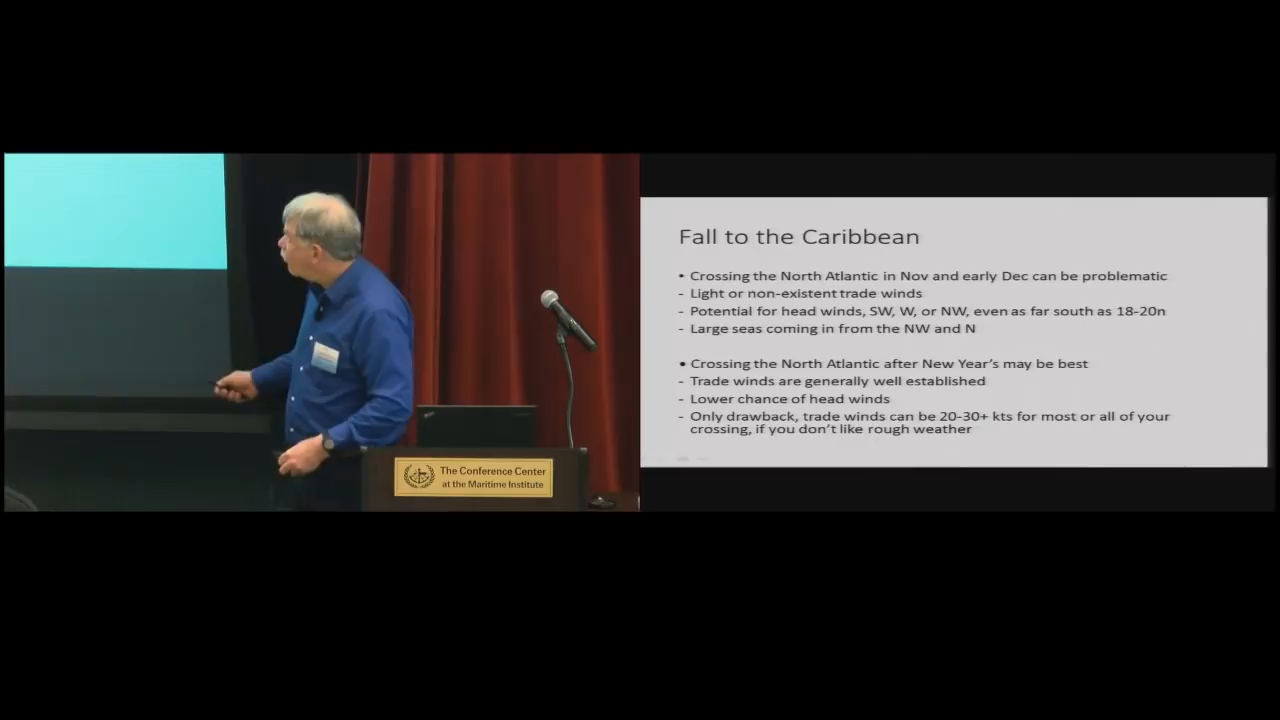 The Conference Center
at the Maritime Institute
Fall to the Caribbean
• Crossing the North Atlantic in Nov and early Dec can be problematic
- Light or non-existent trade winds
- Potential for head winds, SW, W, or NW, even as far south as 18-20n
- Large seas coming in from the NW and N
• Crossing the North Atlantic after New Year's may be best
- Trade winds are generally well established
- Lower chance of head winds
- Only drawback, trade winds can be 20-30+ kts for most or all of your
crossing, if you don't like rough weather